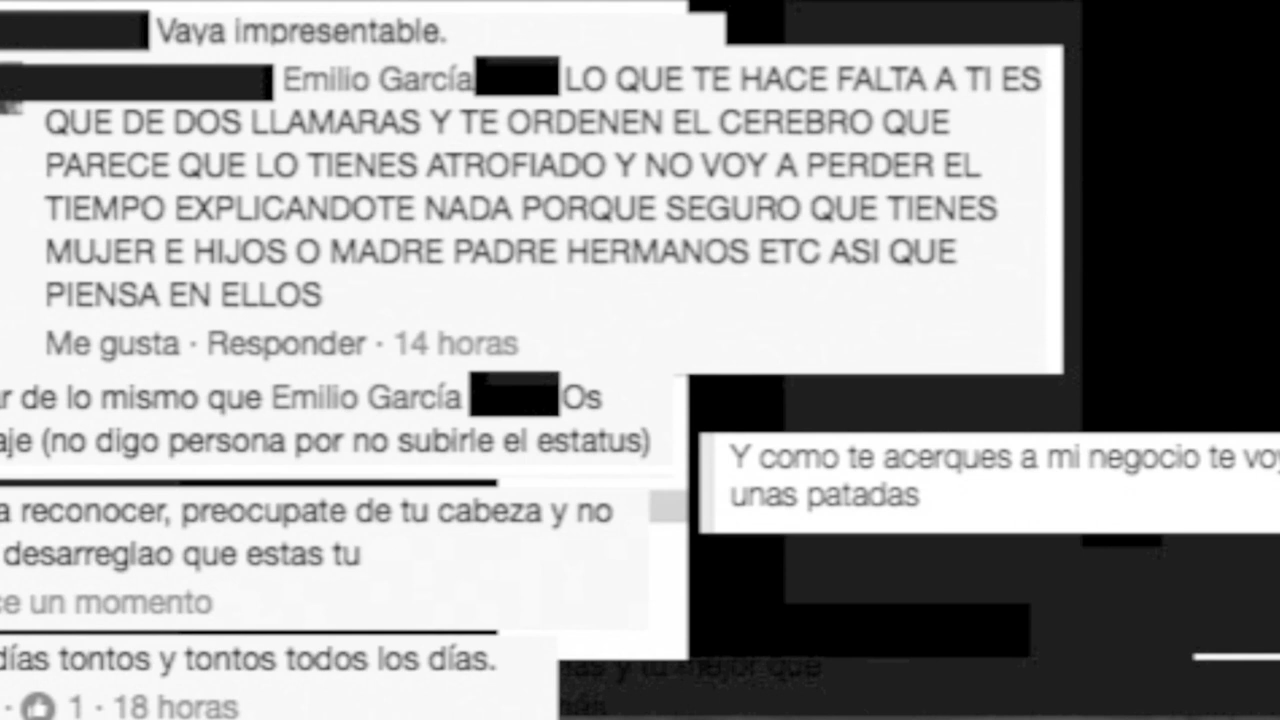 Vaya impresentable.
Emilio García LO QUE TE HACE FALTA A TI ES
QUE DE DOS LLAMARAS Y TE ORDENEN EL CEREBRO QUE
PARECE QUE LO TIENES ATROFIADO Y NO VOY A PERDER EL
TIEMPO EXPLICANDOTE NADA PORQUE SEGURO QUE TIENES
MUJER E HIJOS O MADRE PADRE HERMANOS ETC ASI QUE
PIENSA EN ELLOS
Me gusta · Responder · 14 horas
de lo mismo que Emilio García Os
(no digo persona por no subirle el estatus)
Y como te acerques a mi negocio te voy
unas patadas
a reconocer, preocupate de tu cabeza y no
desarreglao que estas tu
un momento
días tontos y tontos todos los días.
· 1 · 18 horas
y tu mejor que